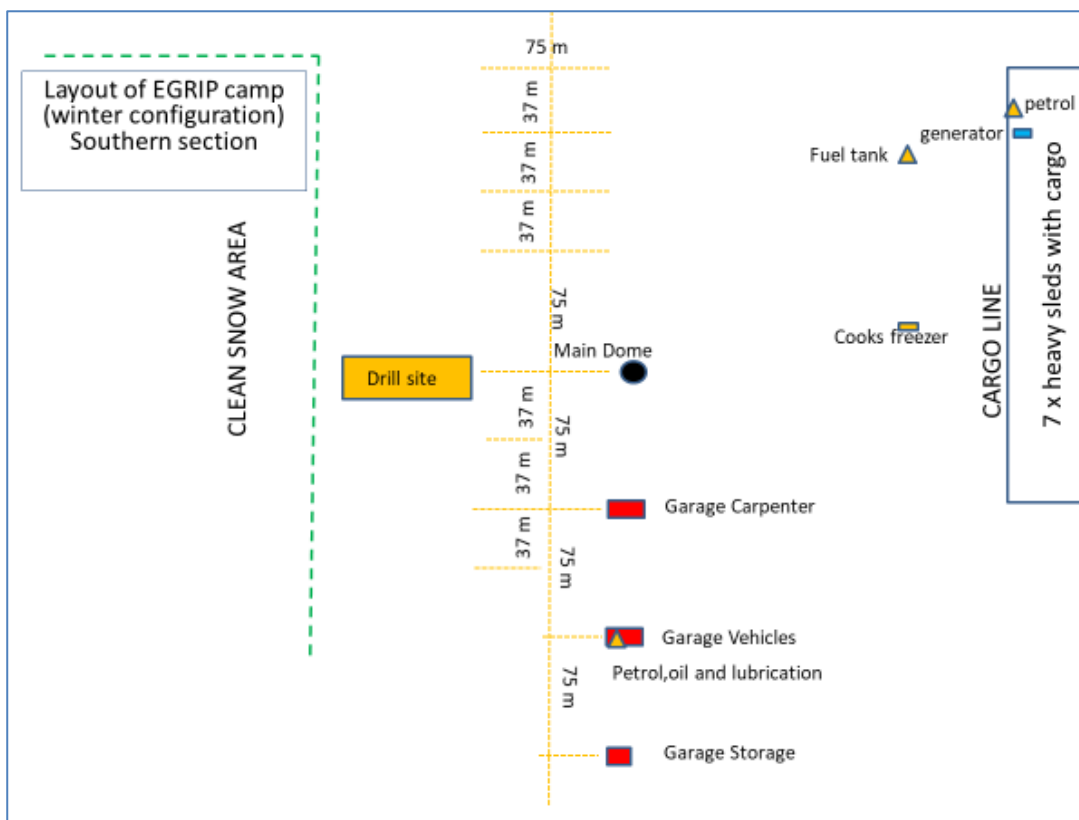 75 m
Layout of EGRIP camp
(winter configuration)
Southern section
37 m
37 m
37 m
petrol
generator
Fuel tank
CLEAN SNOW AREA
75 m
CARGO LINE
7 x heavy sleds with cargo
Cooks freezer
Main Dome
Drill site
37 m
75 m
37 m
Garage Carpenter
37 m
75 m
Garage Vehicles
Petrol,oil and lubrication
75 m
Garage Storage